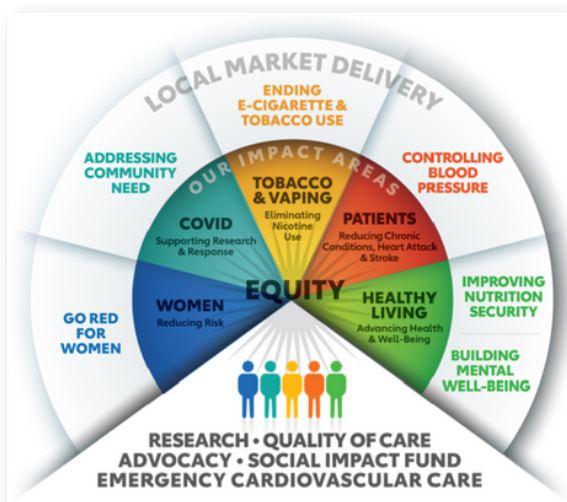 LOCAL MARKET DELIVERY
ENDING
E-CIGARETTE &
TOBACCO USE
ADDRESSING
COMMUNITY
NEED
CONTROLLING
BLOOD
PRESSURE
OUR IMPACT AREAS
TOBACCO
& VAPING
Eliminating
Nicotine
Use
COVID
Supporting Research
& Response
PATIENTS
Reducing Chronic
Conditions, Heart Attack
& Stroke
EQUITY
WOMEN
Reducing Risk
HEALTHY
LIVING
Advancing Health
& Well-Being
GO RED
FOR
WOMEN
IMPROVING
NUTRITION
SECURITY
BUILDING
MENTAL
WELL-BEING
RESEARCH • QUALITY OF CARE
ADVOCACY • SOCIAL IMPACT FUND
EMERGENCY CARDIOVASCULAR CARE